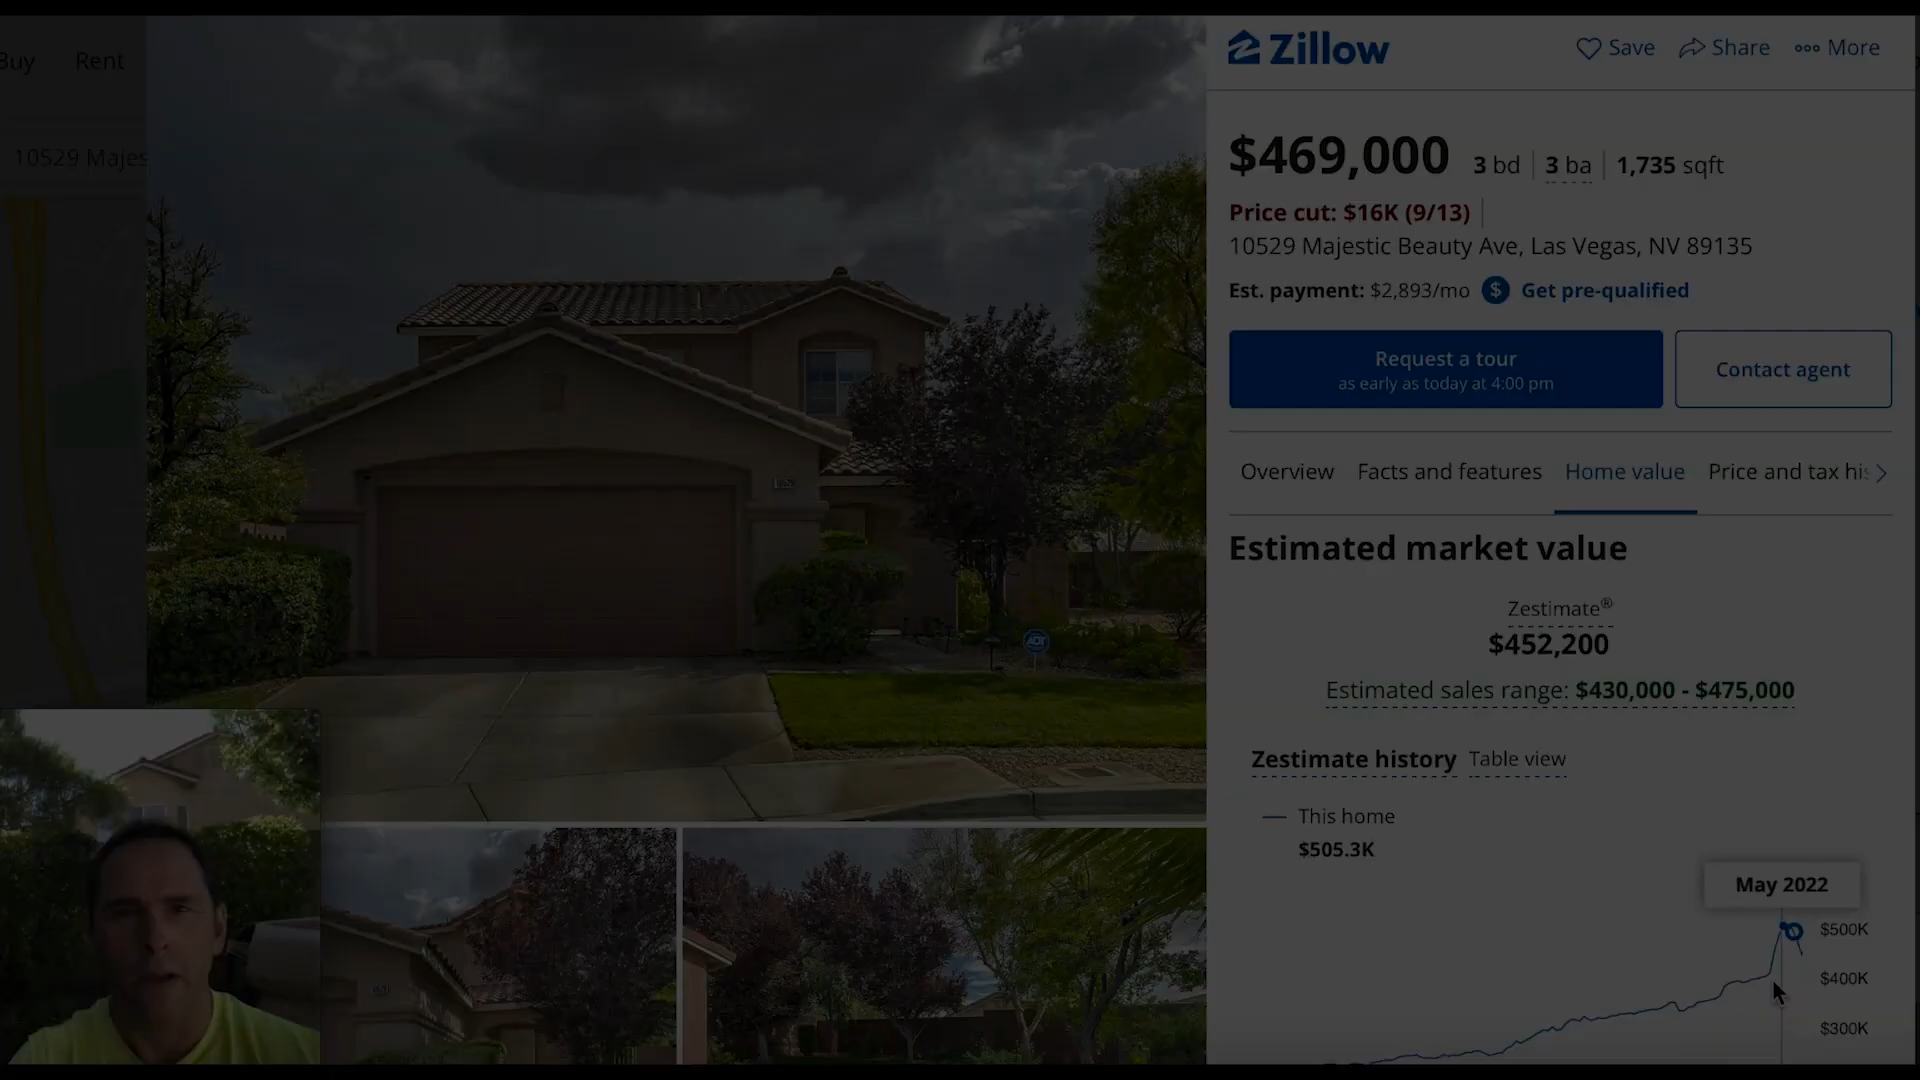 Buy Rent
10529 Majes
Zillow
Save Share More
$469,000 3 bd 3 ba 1,735 sqft
Price cut: $16K (9/13)
10529 Majestic Beauty Ave, Las Vegas, NV 89135
Est. payment: $2,893/mo $ Get pre-qualified
Request a tour
as early as today at 4:00 pm
Contact agent
Overview Facts and features Home value Price and tax his
Estimated market value
Zestimate®
$452,200
Estimated sales range: $430,000 - $475,000
Zestimate history Table view
This home
$505.3K
May 2022
$500K
$400K
$300K
ADT